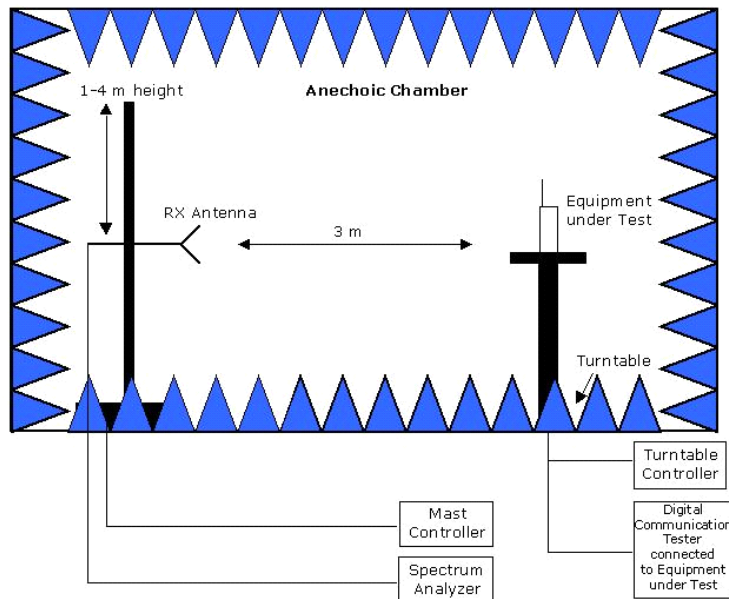 1-4 m height
Anechoic Chamber
RX Antenna
3 m
Equipment
under Test
Turntable
Turntable
Controller
Mast
Controller
Digital
Communication
Tester
connected
to Equipment
under Test
Spectrum
Analyzer